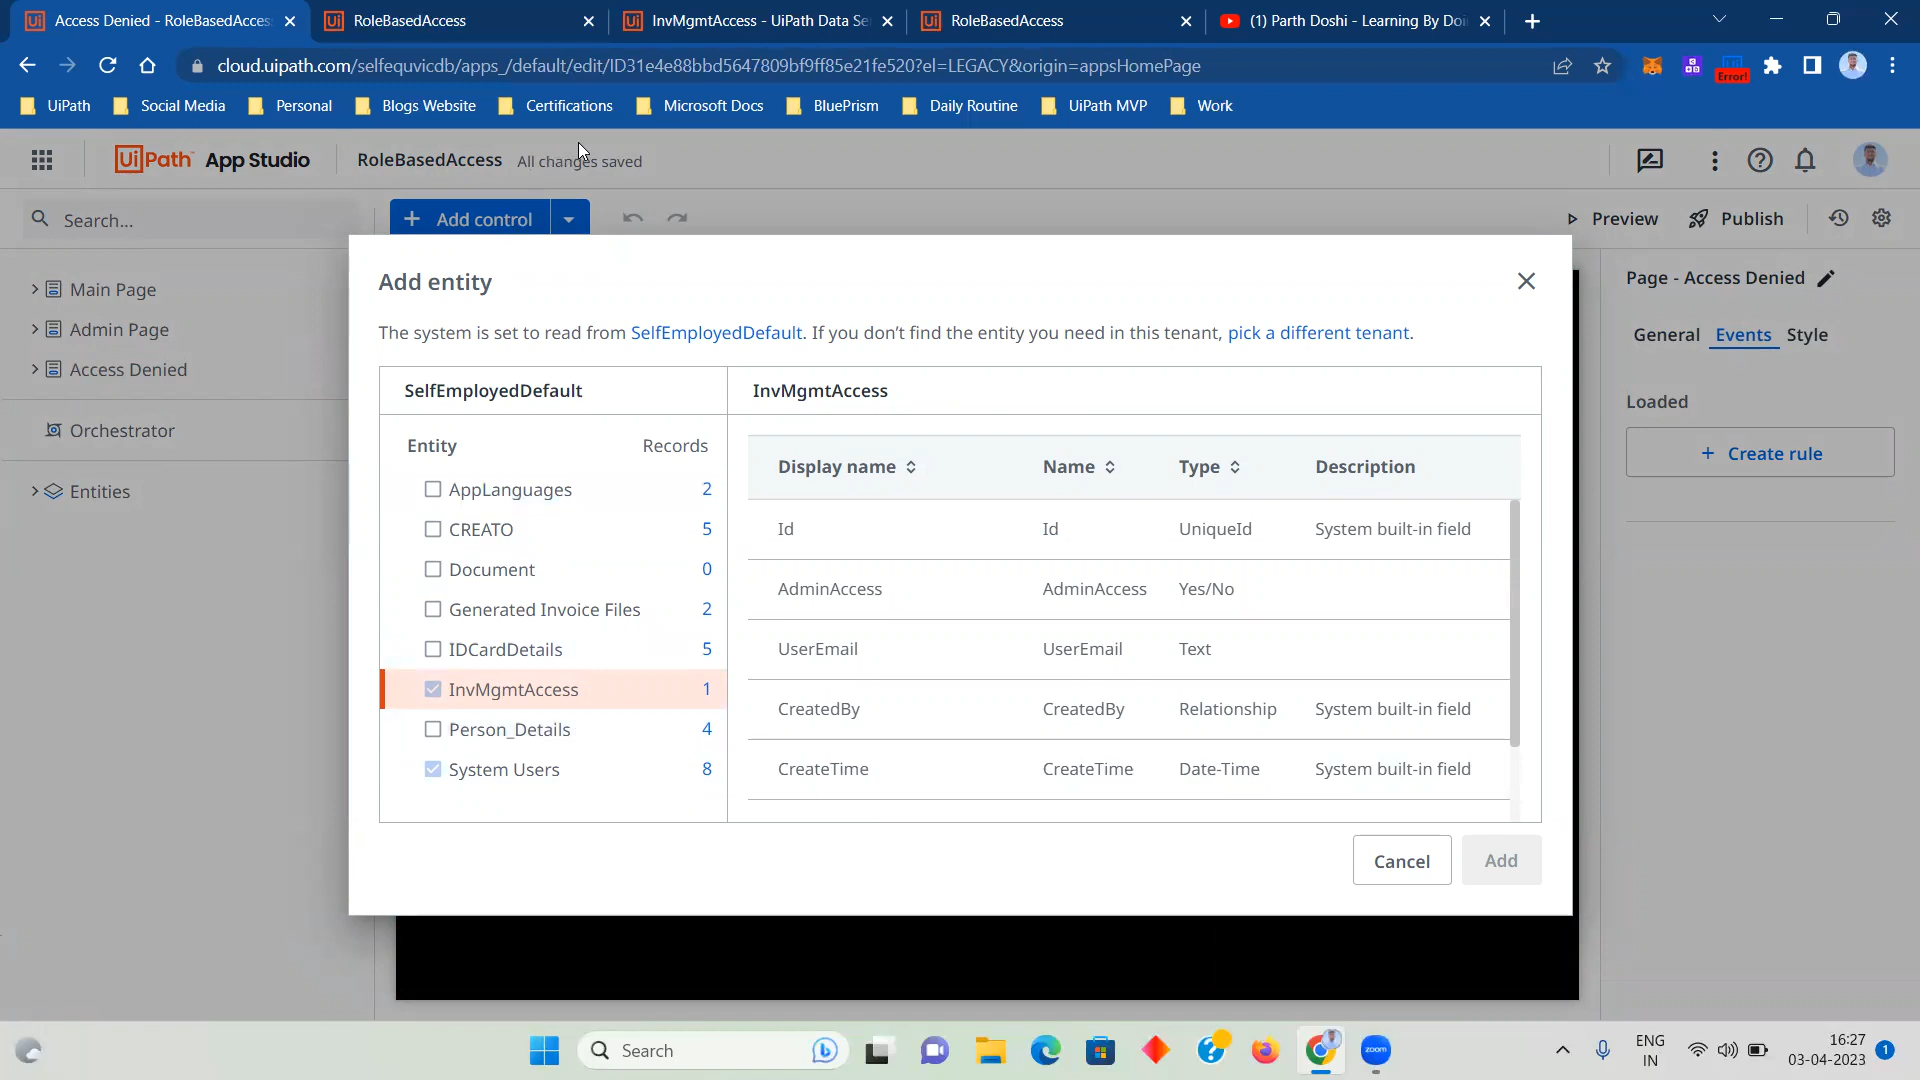 Access Denied - RoleBasedAcces
RoleBasedAccess
InvMgmtAccess - UiPath Data Se
RoleBasedAccess
(1) Parth Doshi - Learning By Doi
cloud.uipath.com/selfequvicdb/apps_/default/edit/ID31e4e88bbd5647809bf9ff85e21fe520?el=LEGACY&origin=appsHomePage
Error!
UiPath
Social Media
Personal
Blogs Website
Certifications
Microsoft Docs
BluePrism
Daily Routine
UiPath MVP
Work
UiPath App Studio
RoleBasedAccess
All changes saved
Search...
Add control
Preview
Publish
Main Page
Admin Page
Access Denied
Orchestrator
Entities
Add entity
The system is set to read from SelfEmployedDefault. If you don't find the entity you need in this tenant, pick a different tenant.
SelfEmployedDefault
InvMgmtAccess
Entity Records
AppLanguages 2
CREATO 5
Document 0
Generated Invoice Files 2
IDCardDetails 5
InvMgmtAccess 1
Person_Details 4
System Users 8
Display name Name Type Description
Id Id UniqueId System built-in field
AdminAccess AdminAccess Yes/No
UserEmail UserEmail Text
CreatedBy CreatedBy Relationship System built-in field
CreateTime CreateTime Date-Time System built-in field
Cancel
Add
Page - Access Denied
General Events Style
Loaded
Create rule
Search
zoom
ENG
IN
16:27
03-04-2023
1